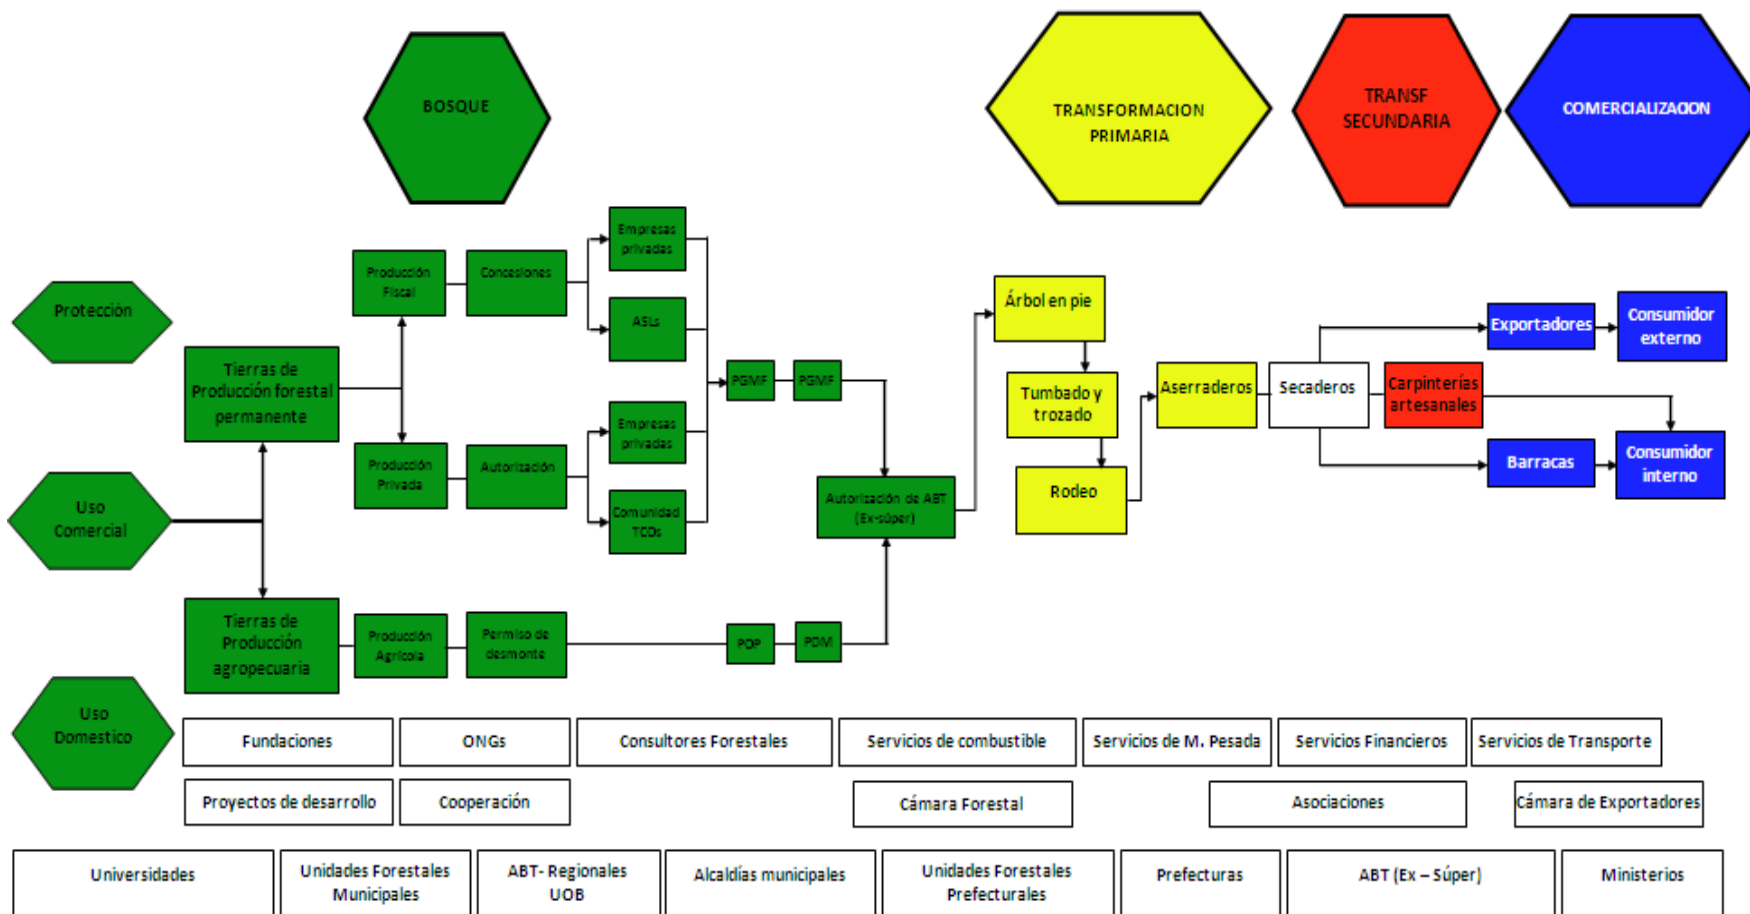 BOSQUE
TRANSFORMACION
PRIMARIA
TRANSF
SECUNDARIA
COMERCIALIZACION
Protección
Uso
Comercial
Uso
Domestico
Tierras de
Producción forestal
permanente
Tierras de
Producción
agropecuaria
Producción
Fiscal
Concesiones
Producción
Privada
Autorización
Producción
Agrícola
Permiso de
desmonte
Empresas
privadas
ASLs
Empresas
privadas
Comunidad
TCOs
PGMF
PGMF
PDP
PDM
Autorización de ABT
(Ex-súper)
Árbol en pie
Tumbado y
trozado
Rodeo
Aserraderos
Secaderos
Carpinterías
artesanales
Exportadores
Consumidor
externo
Barracas
Consumidor
interno
Fundaciones
ONGs
Consultores Forestales
Servicios de combustible
Servicios de M. Pesada
Servicios Financieros
Servicios de Transporte
Proyectos de desarrollo
Cooperación
Cámara Forestal
Asociaciones
Cámara de Exportadores
Universidades
Unidades Forestales
Municipales
ABT- Regionales
UOB
Alcaldías municipales
Unidades Forestales
Prefecturales
Prefecturas
ABT (Ex – Súper)
Ministerios